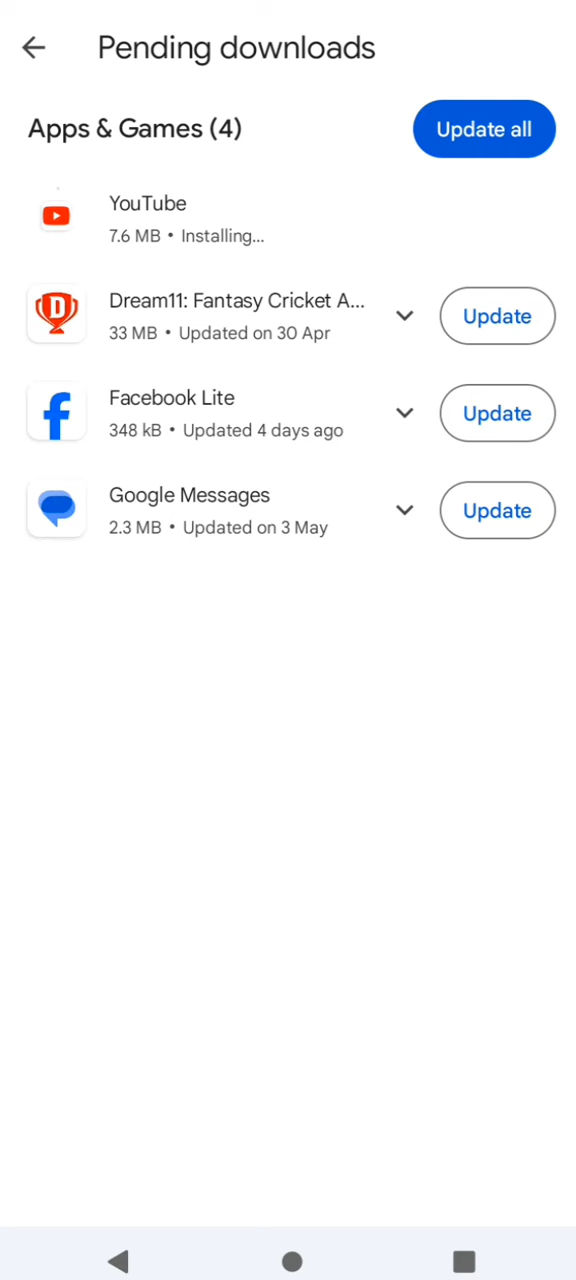 Pending downloads
Apps & Games (4)
Update all
YouTube
7.6 MB • Installing...
Dream11: Fantasy Cricket A...
33 MB • Updated on 30 Apr
Update
Facebook Lite
348 kB • Updated 4 days ago
Update
Google Messages
2.3 MB • Updated on 3 May
Update